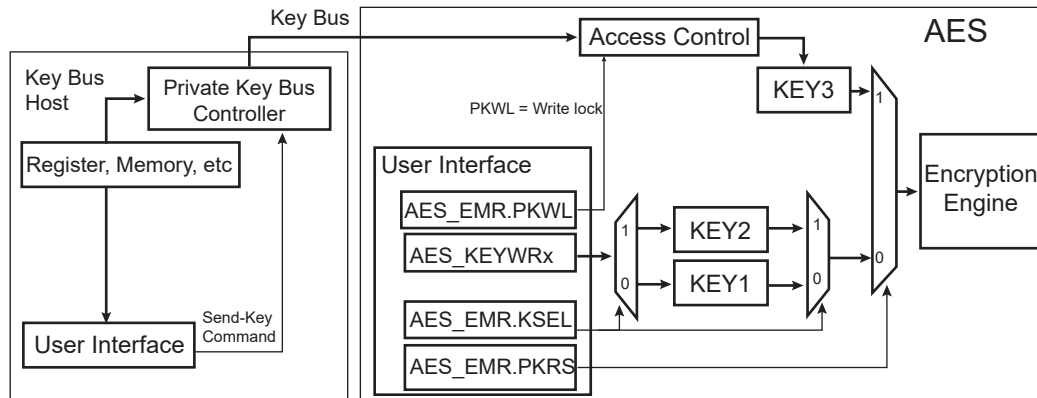 Key Bus
AES
Access Control
Key Bus
Host
Private Key Bus
Controller
KEY3
1
PKWL = Write lock
Register, Memory, etc
User Interface
Encryption
Engine
AES_EMR.PKWL
KEY2
1
1
AES_KEYWRx
0
KEY1
0
0
Send-Key
Command
AES_EMR.KSEL
User Interface
AES_EMR.PKRS